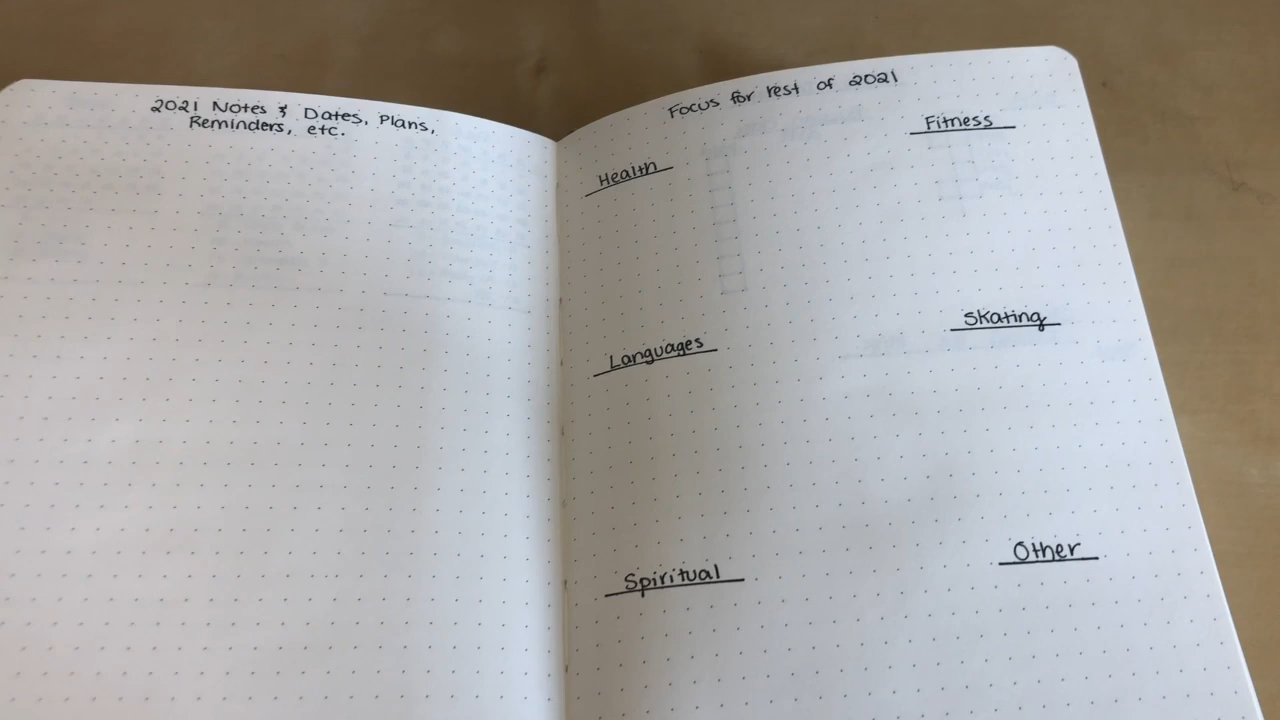 2021 Notes & Dates, Plans,
Reminders, etc.
Focus for rest of 2021
Health
Fitness
Languages
Skating
Spiritual
Other